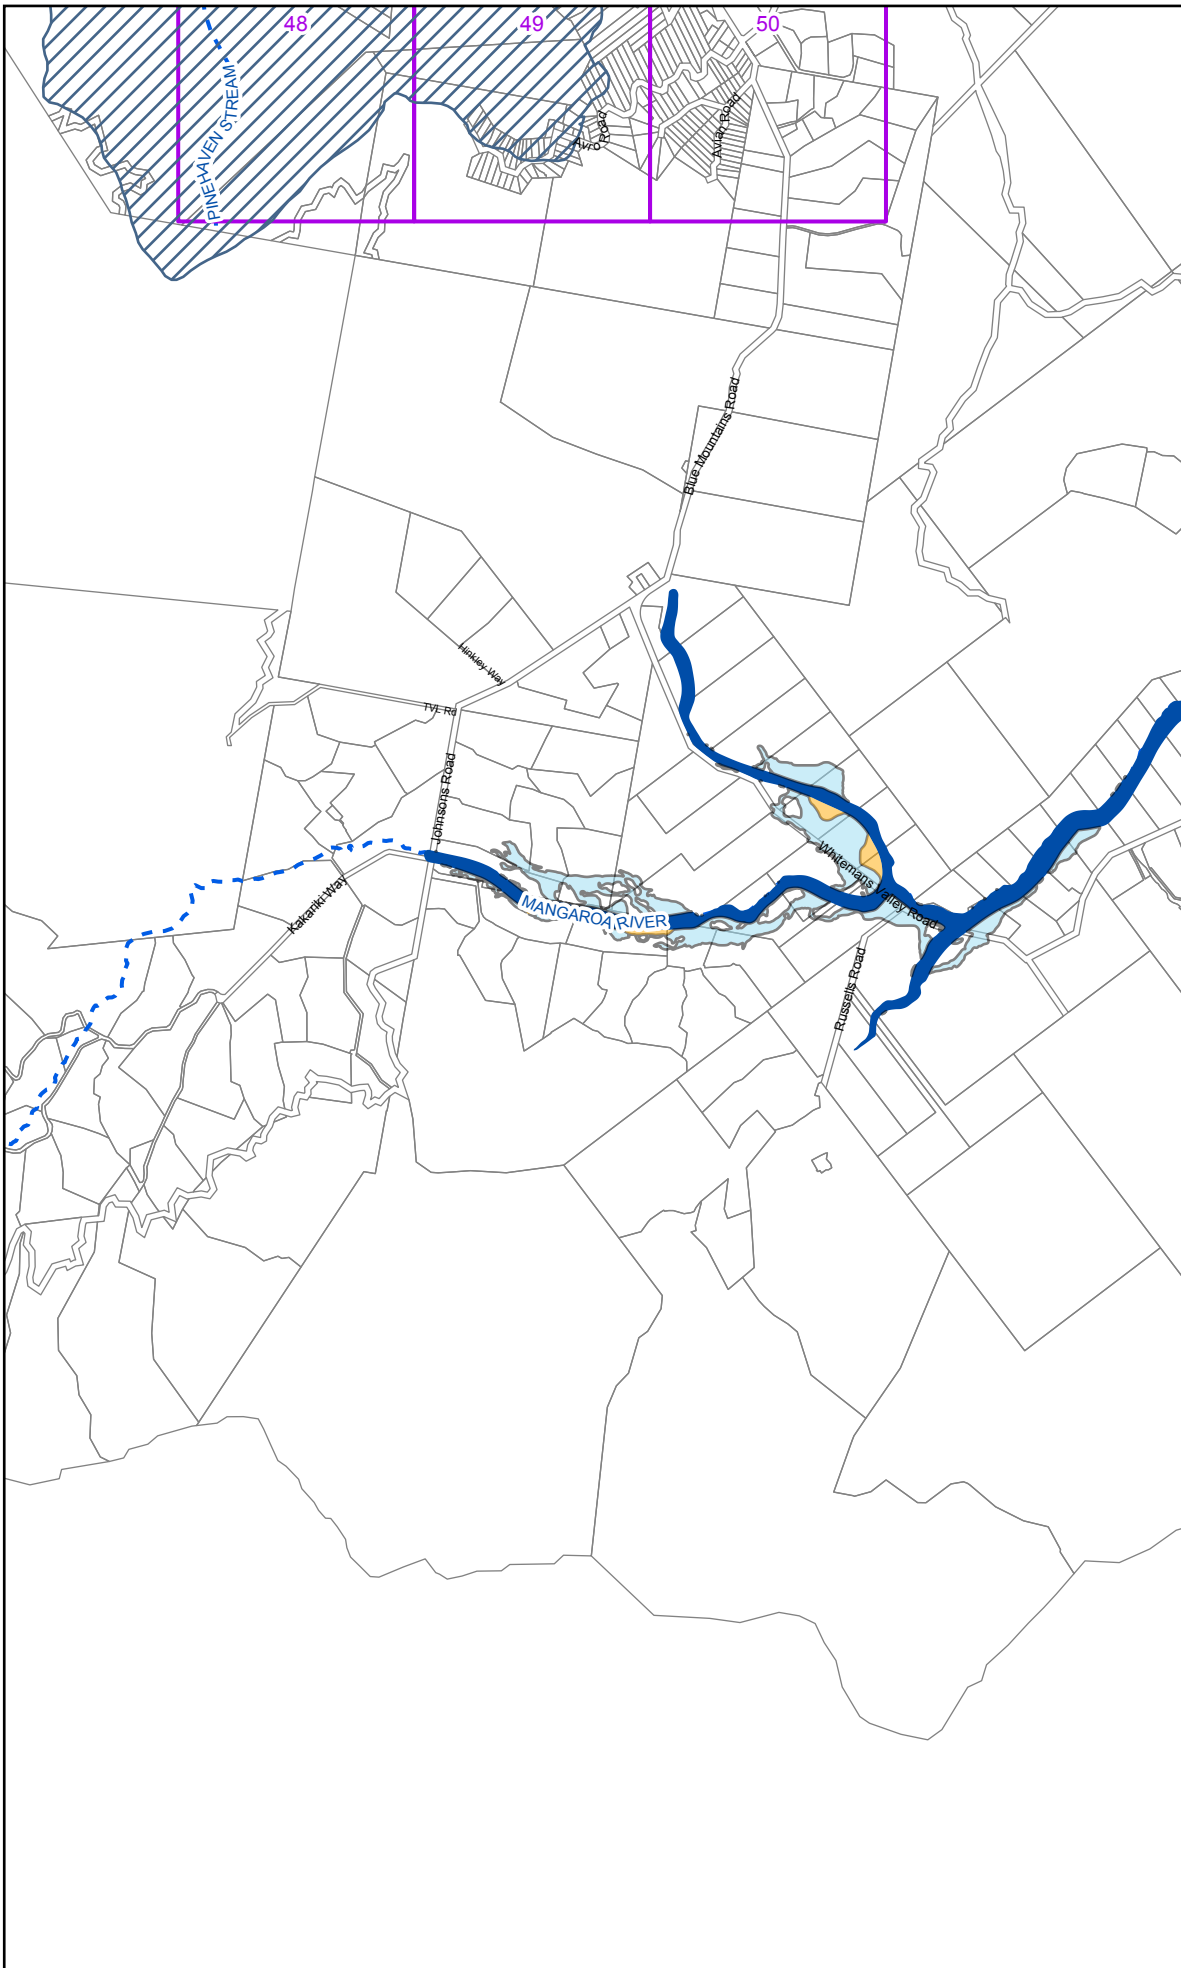 48
49
50
PINEHAVEN STREAM
Avro Road
Avian Road
Blue Mountains Road
Hinkley Way
TVL Rd
Johnsons Road
Whitemans Valley Road
Kakariki Way
MANGAROA RIVER
Russells Road